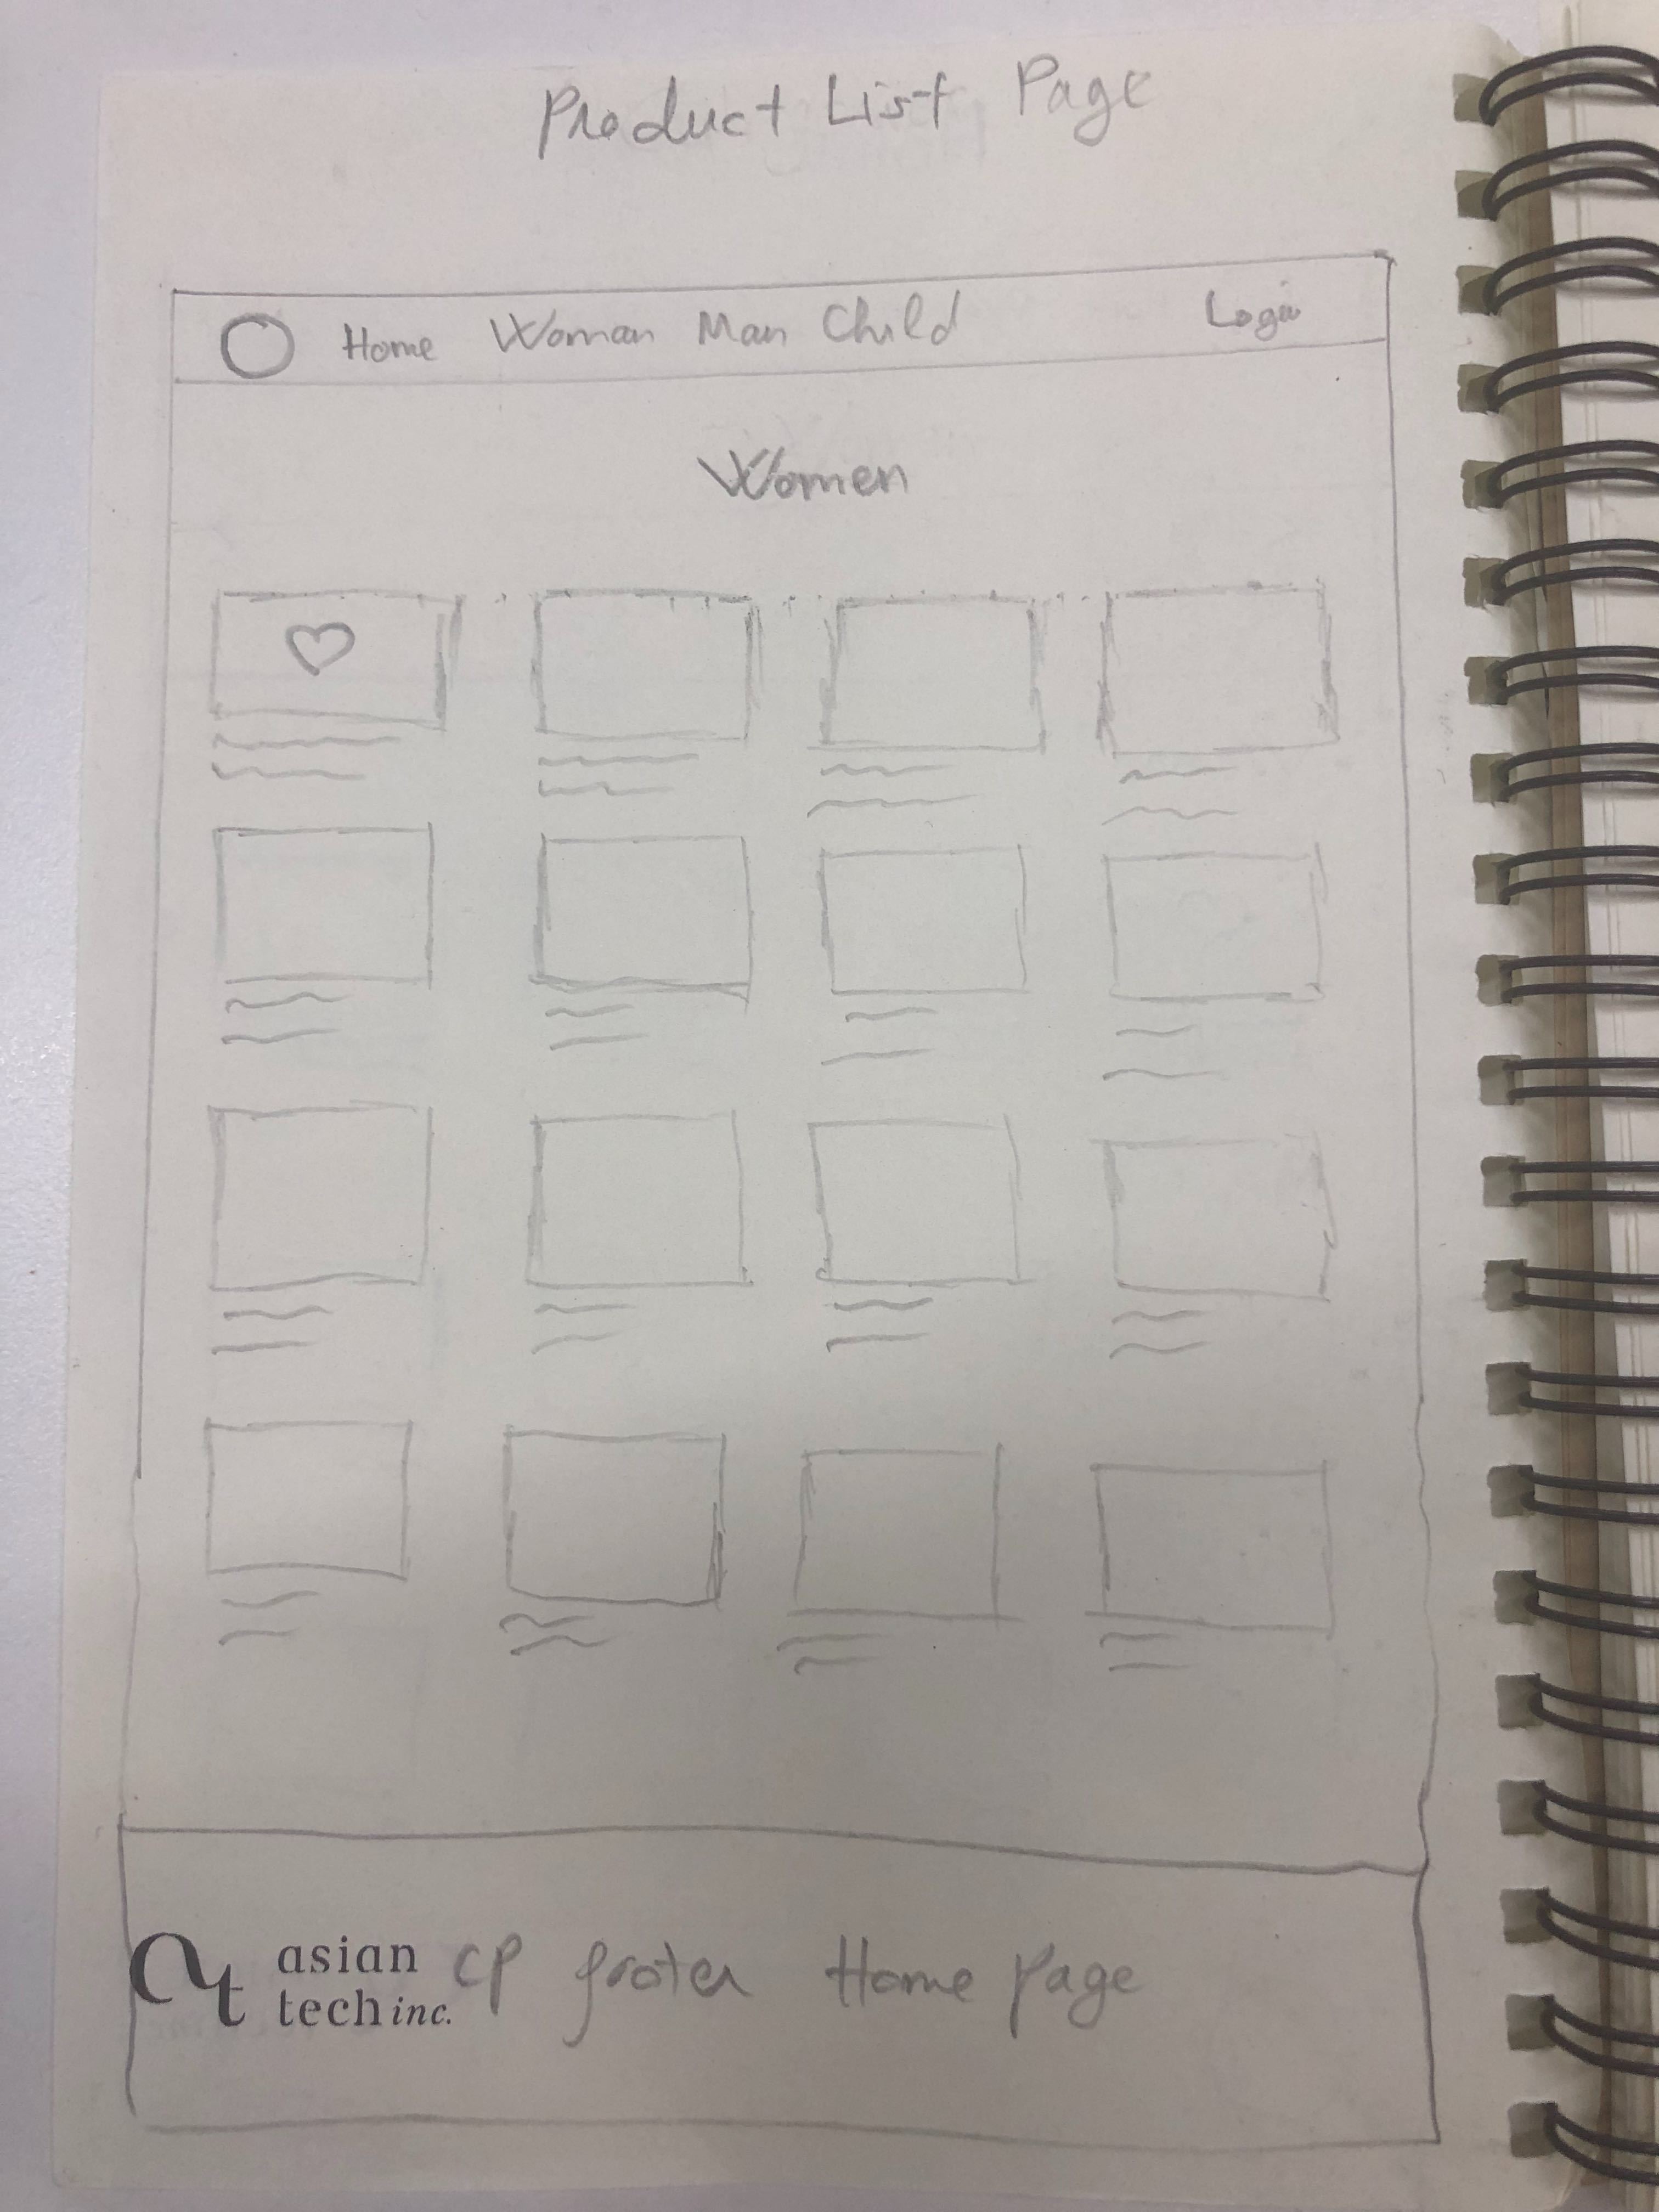 Product List Page
Home Woman Man Child Login
Women
asian
tech inc.
CP footer Home page